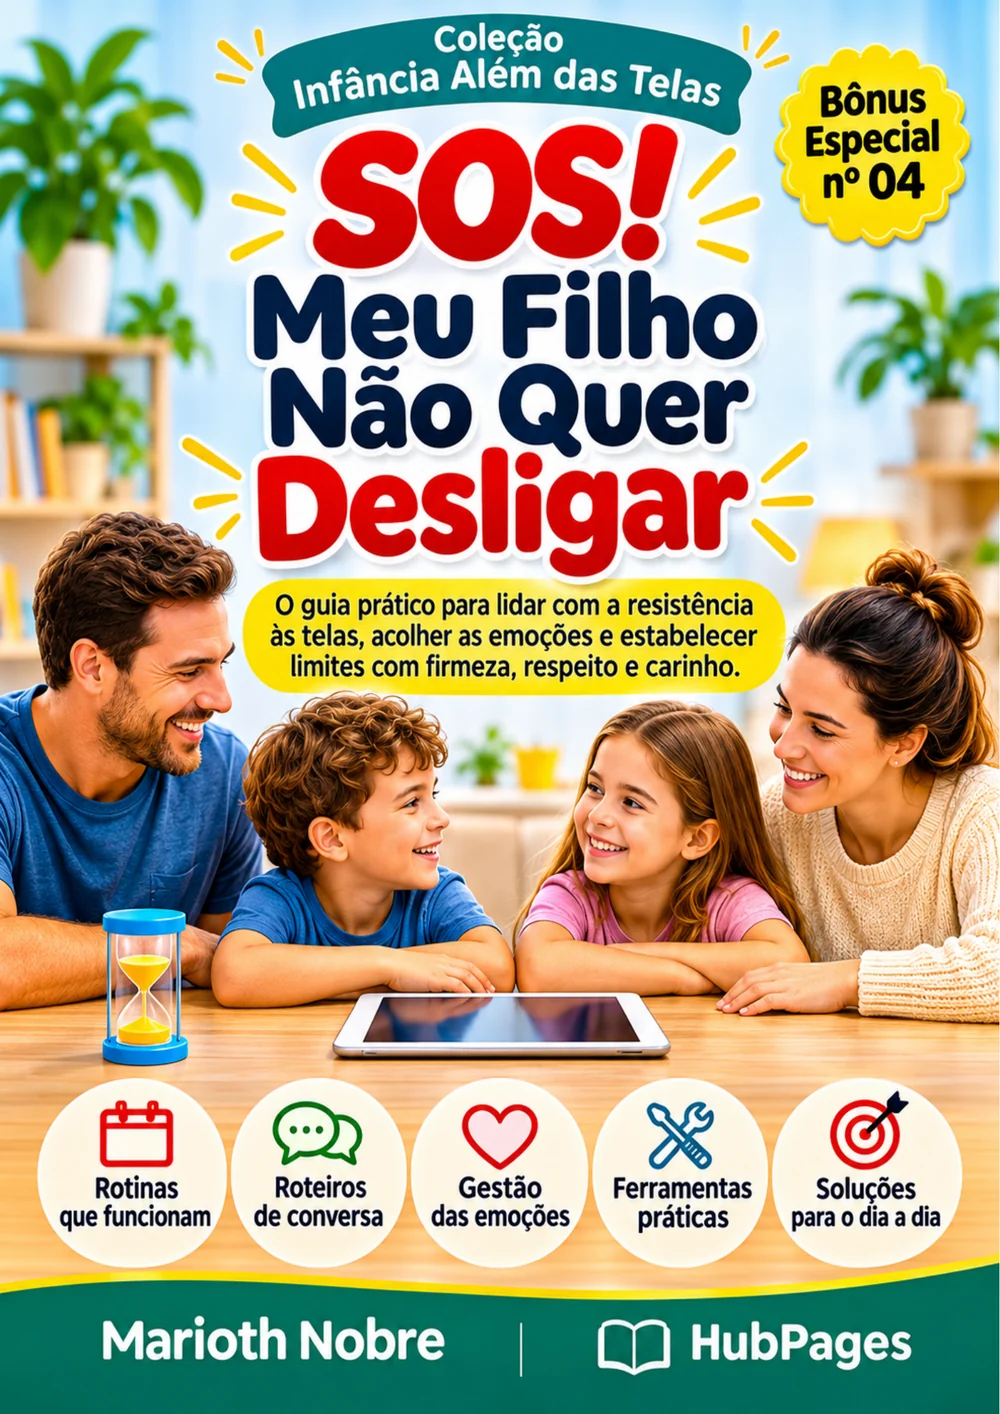 Coleção
Infância Além das Telas
Bônus
Especial
nº 04
SOS!
Meu Filho
Não Quer
Desligar
O guia prático para lidar com a resistência
às telas, acolher as emoções e estabelecer
limites com firmeza, respeito e carinho.
Rotinas
que funcionam
Roteiros
de conversa
Gestão
das emoções
Ferramentas
práticas
Soluções
para o dia a dia
Marioth Nobre
HubPages